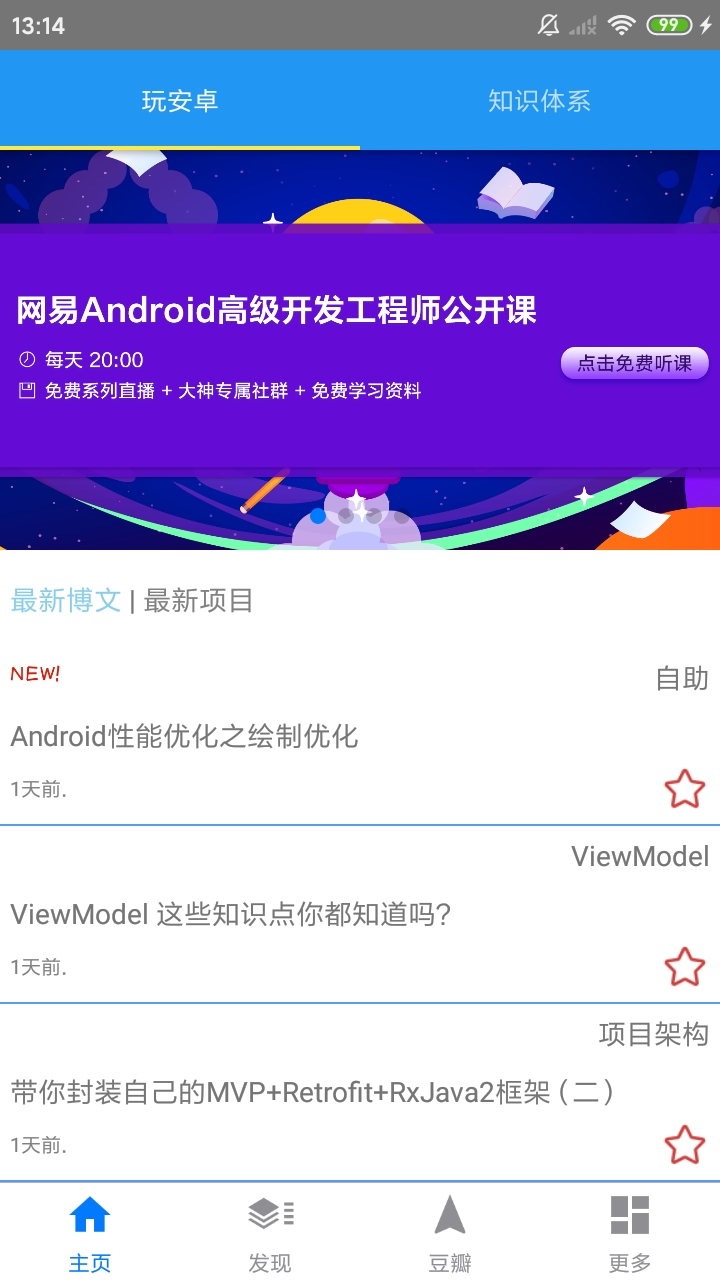 13:14
99
玩安卓
知识体系
网易Android高级开发工程师公开课
每天 20:00
免费系列直播 + 大神专属社群 + 免费学习资料
点击免费听课
最新博文 | 最新项目
NEW!
自助
Android性能优化之绘制优化
1天前.
ViewModel
ViewModel 这些知识点你都知道吗?
1天前.
项目架构
带你封装自己的MVP+Retrofit+RxJava2框架（二）
1天前.
主页
发现
豆瓣
更多